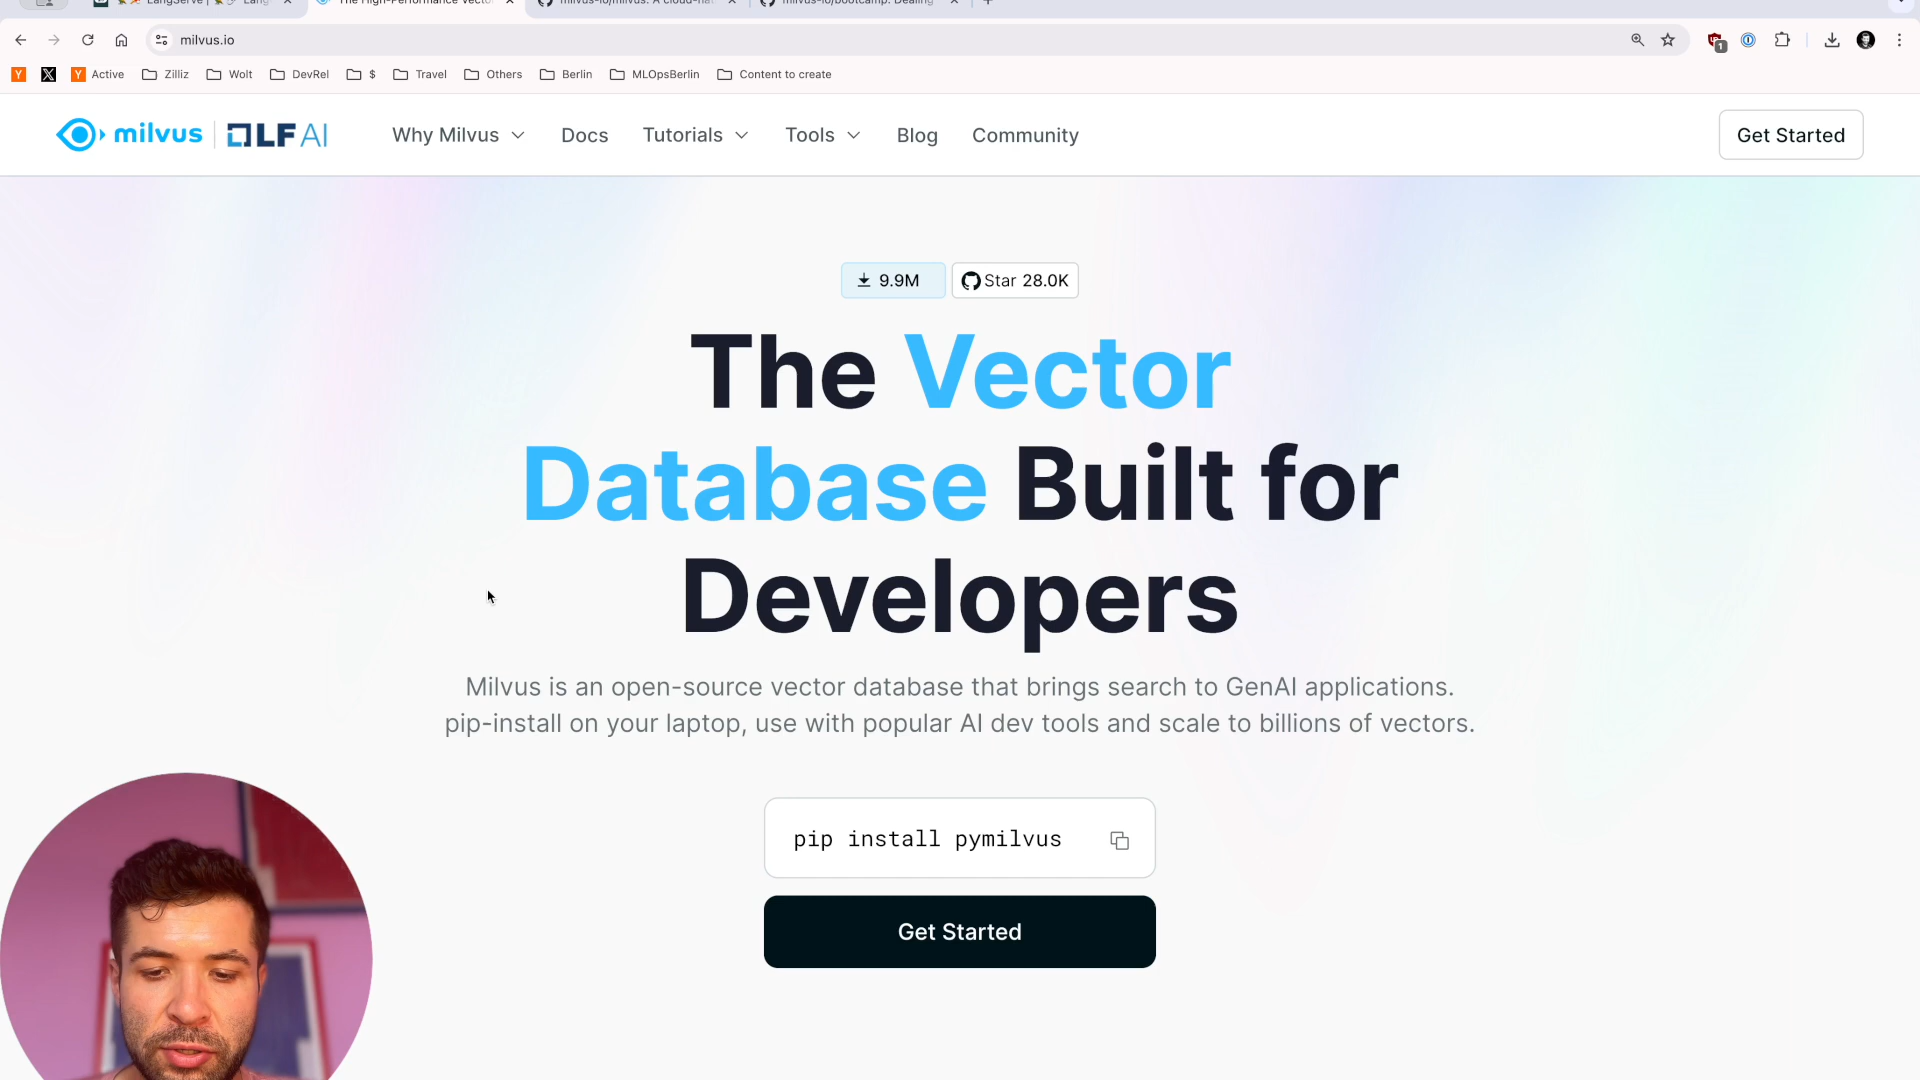 LangServe | Lang
The High-Performance Vecto
milvus-io/milvus: A cloud-na
milvus-io/bootcamp: Dealing
milvus.io
1
Active
Zilliz
Wolt
DevRel
$
Travel
Others
Berlin
MLOpsBerlin
Content to create
milvus
LF AI
Why Milvus
Docs
Tutorials
Tools
Blog
Community
Get Started
9.9M
Star 28.0K
The Vector
Database Built for
Developers
Milvus is an open-source vector database that brings search to GenAI applications.
pip-install on your laptop, use with popular AI dev tools and scale to billions of vectors.
pip install pymilvus
Get Started